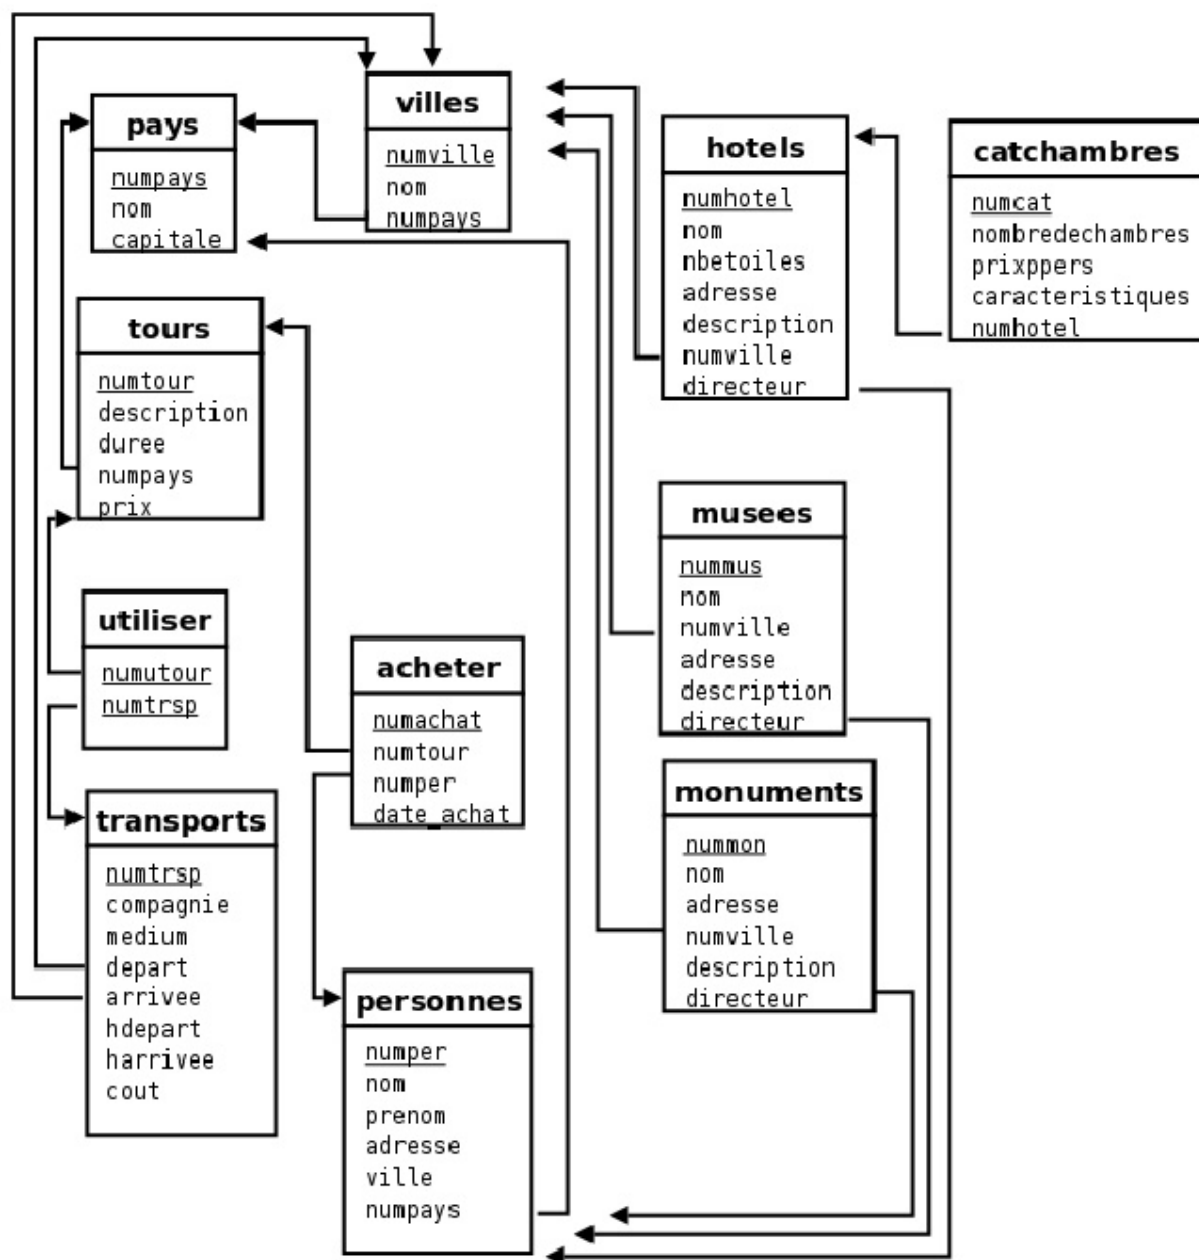 pays
numpays
nom
capitale
villes
numville
nom
numpays
hotels
numhotel
nom
nbetoiles
adresse
description
numville
directeur
catchambres
numcat
nombredechambres
prixppers
caracteristiques
numhotel
tours
numtour
description
duree
numpays
prix
utiliser
numutour
numtrsp
acheter
numachat
numtour
numper
date_achat
musees
nummus
nom
numville
adresse
description
directeur
transports
numtrsp
compagnie
medium
depart
arrivee
hdepart
harrivee
cout
personnes
numper
nom
prenom
adresse
ville
numpays
monuments
nummon
nom
adresse
numville
description
directeur